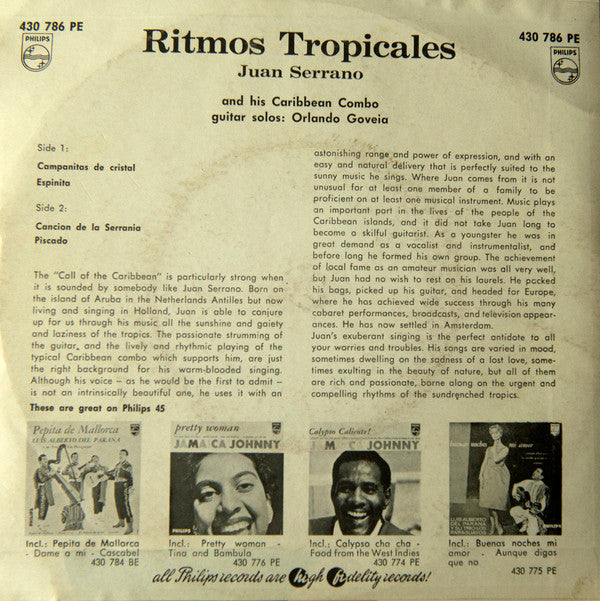 430 786 PE
PHILIPS
Ritmos Tropicales
430 786 PE
PHILIPS
Juan Serrano
and his Caribbean Combo
guitar solos: Orlando Goveia
Side 1:
Campanitas de cristal
Espinita
Side 2:
Cancion de la Serrania
Piscado
The "Call of the Caribbean" is particularly strong when
it is sounded by somebody like Juan Serrano. Born on
the island of Aruba in the Netherlands Antilles but now
living and singing in Holland, Juan is able to conjure
up for us through his music all the sunshine and gaiety
and laziness of the tropics. The passionate strumming of
the guitar, and the lively and rhythmic playing of the
typical Caribbean combo which supports him, are just
the right background for his warm-blooded singing.
Although his voice – as he would be the first to admit –
is not an intrinsically beautiful one, he uses it with an
astonishing range and power of expression, and with an
easy and natural delivery that is perfectly suited to the
sunny music he sings. Where Juan comes from it is not
unusual for at least one member of a family to be
proficient on at least one musical instrument. Music plays
an important part in the lives of the people of the
Caribbean islands, and it did not take Juan long to
become a skilful guitarist. As a youngster he was in
great demand as a vocalist and instrumentalist, and
before long he formed his own group. The achievement
of local fame as an amateur musician was all very well,
but Juan had no wish to rest on his laurels. He packed
his bags, picked up his guitar, and headed for Europe,
where he has achieved wide success through his many
cabaret performances, broadcasts, and television appear-
ances. He has now settled in Amsterdam.
Juan's exuberant singing is the perfect antidote to all
your worries and troubles. His songs are varied in mood,
sometimes dwelling on the sadness of a lost love, some-
times exulting in the beauty of nature, but all of them
are rich and passionate, borne along on the urgent and
compelling rhythms of the sundrenched tropics.
These are great on Philips 45
Pepita de Mallorca
LUIS ALBERTO DEL PARANA
Incl.: Pepita de Mallorca
- Dame a mi - Cascabel
430 784 BE
pretty woman
JAMAICA JOHNNY
PHILIPS
Incl.: Pretty woman -
Tina and Bambula
430 776 PE
Calypso Caliente!
JAMAICA JOHNNY
Incl.: Calypso cha cha -
Food from the West Indies
430 774 PE
buenas noches mi amor
LUIS ALBERTO
DEL PARANA
Y SU TRIO LOS
PARAGUAYOS
Incl.: Buenas noches mi
amor - Aunque digas
que no
430 775 PE
all Philips records are high fidelity records!